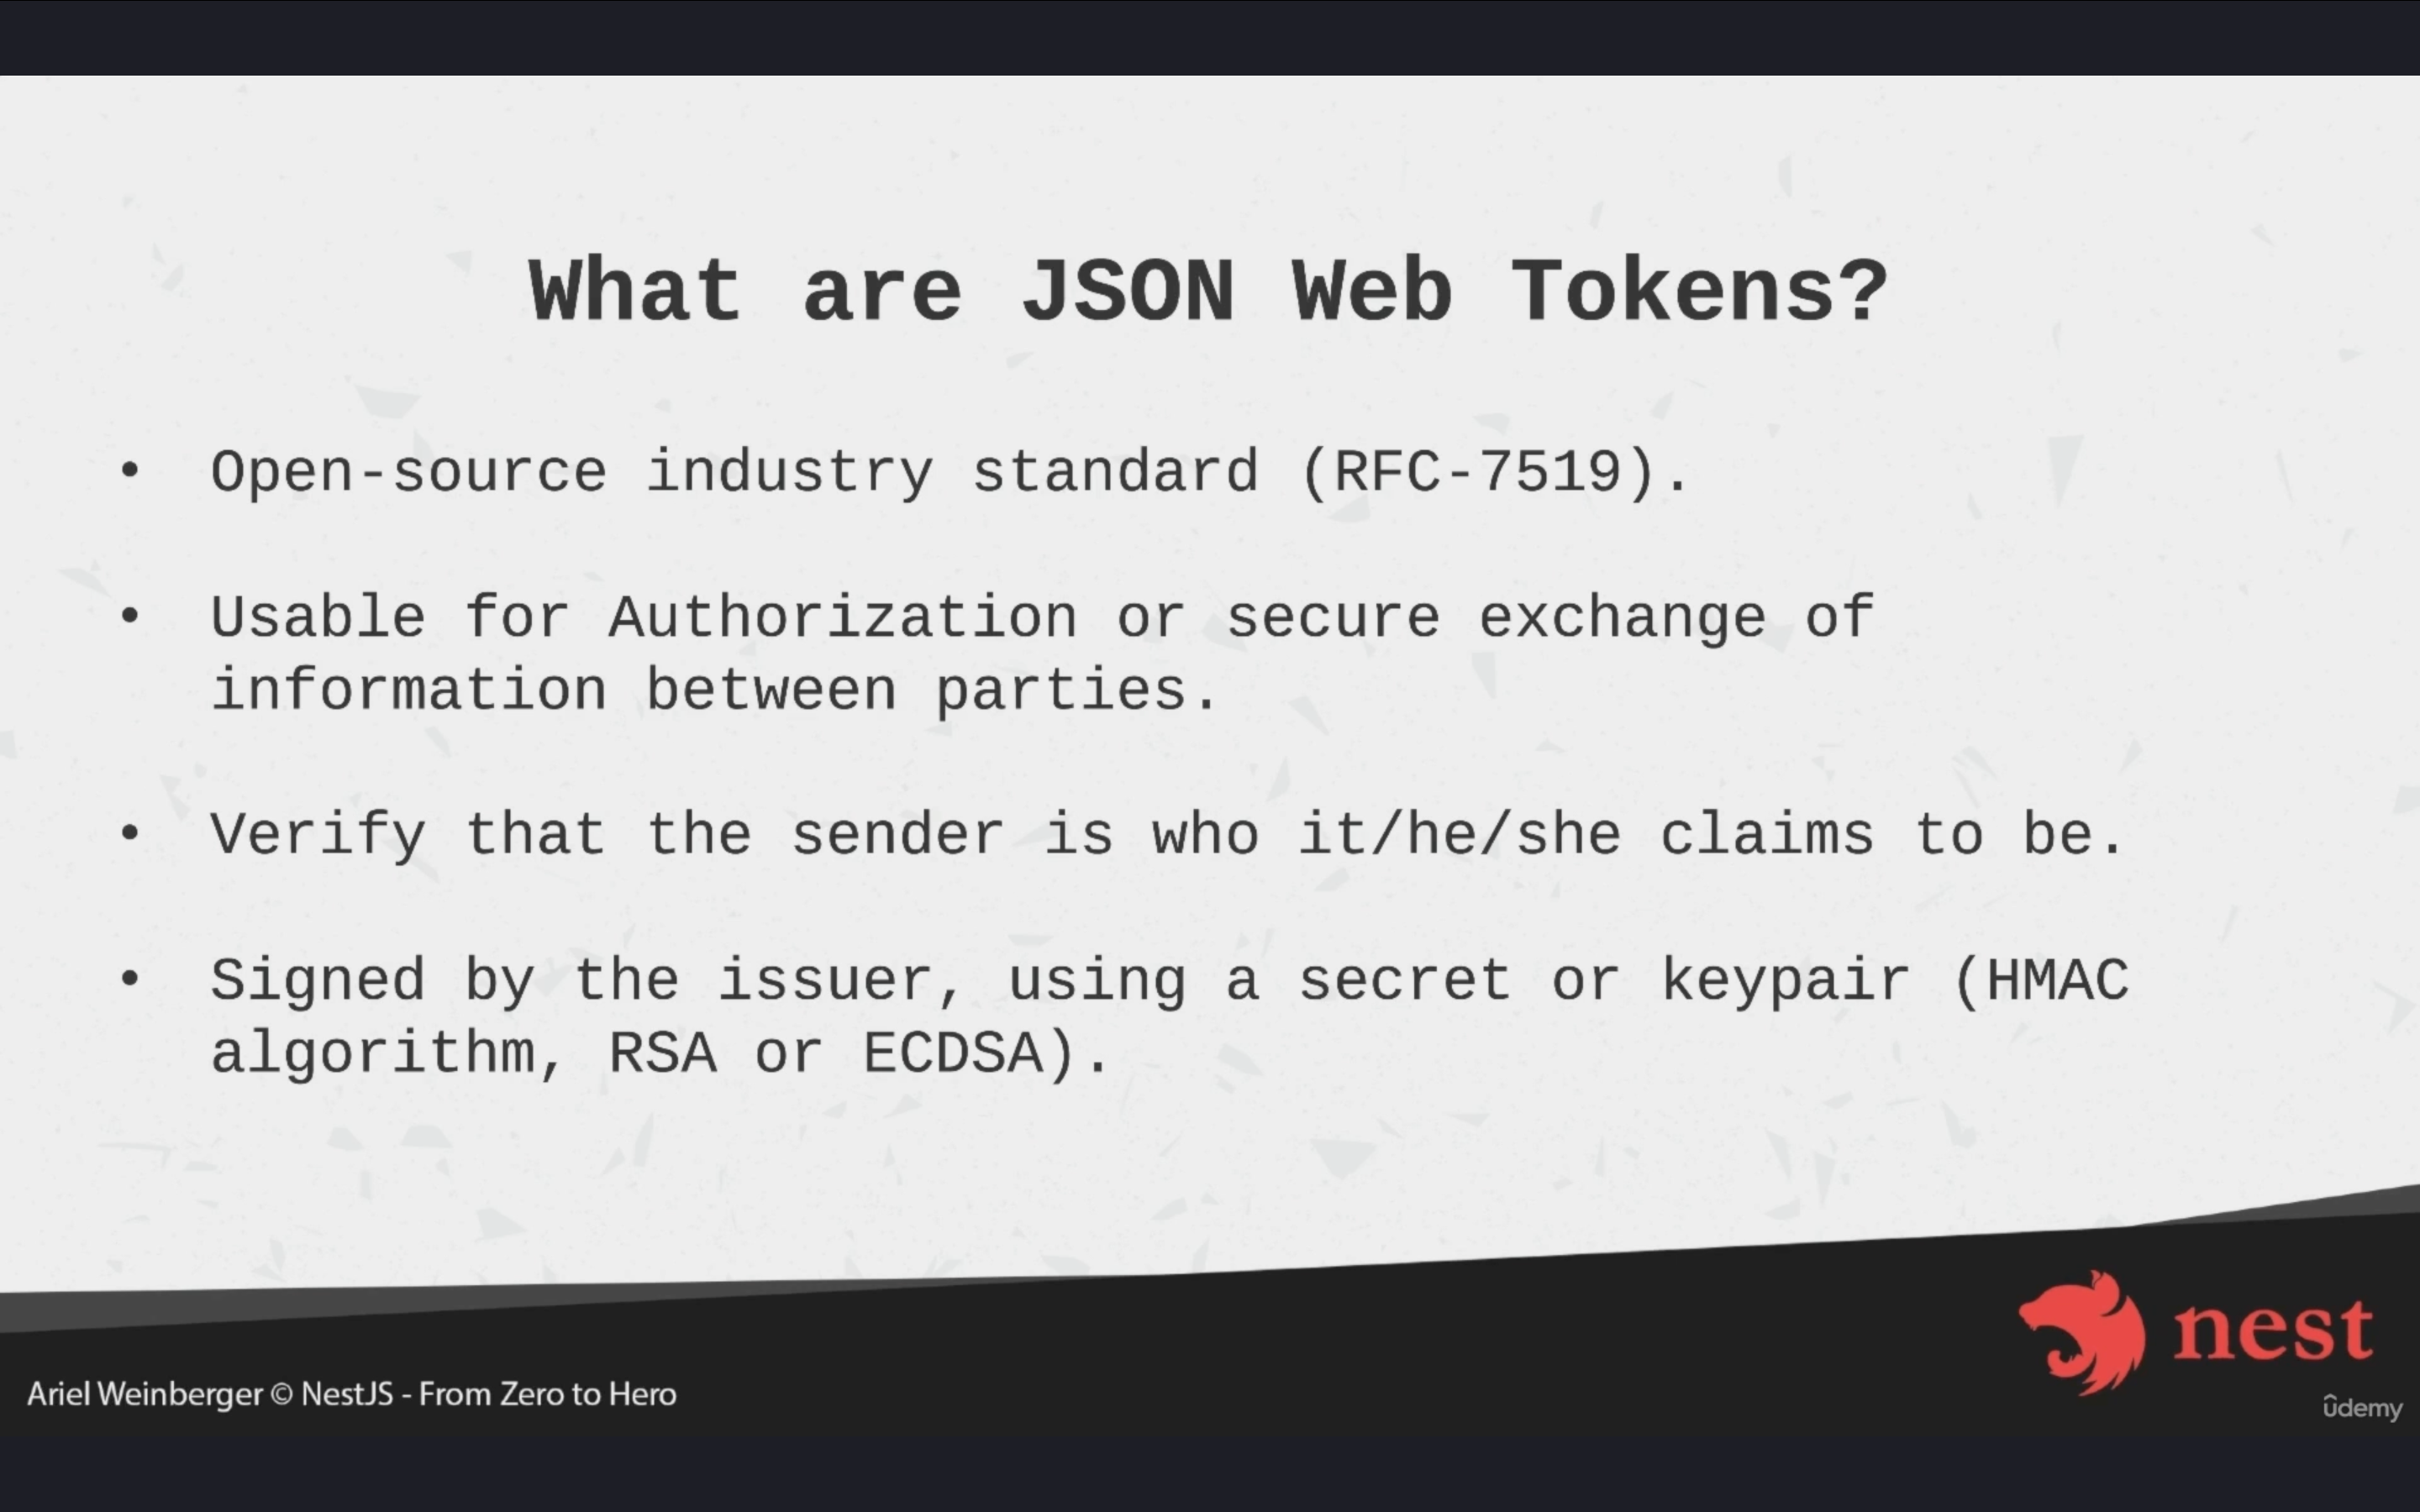 What are JSON Web Tokens?
• Open-source industry standard (RFC-7519).
• Usable for Authorization or secure exchange of
information between parties.
• Verify that the sender is who it/he/she claims to be.
• Signed by the issuer, using a secret or keypair (HMAC
algorithm, RSA or ECDSA).
nest
Ariel Weinberger © NestJS - From Zero to Hero
ûdemy